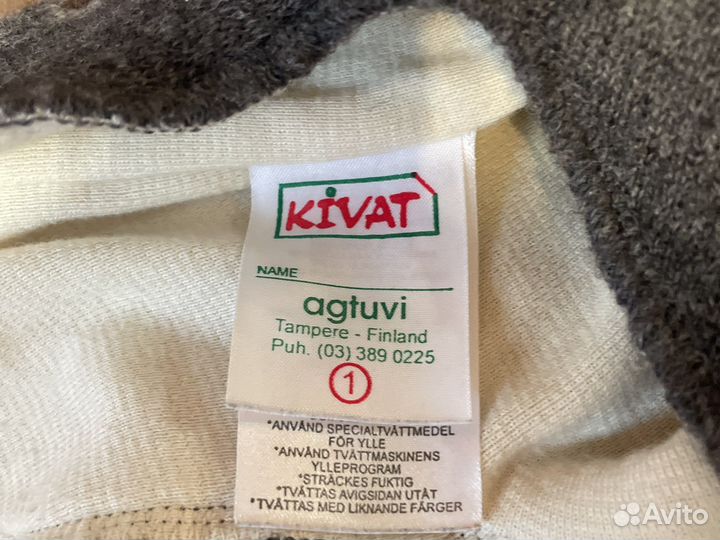 KiVAT
NAME
agtuvi
Tampere - Finland
Puh. (03) 389 0225
1
*ANVÄND SPECIALTVÄTTMEDEL
FÖR YLLE
*ANVÄND TVÄTTMASKINENS
YLLEPROGRAM
*STRÄCKES FUKTIG
*TVÄTTAS AVIGSIDAN UTÅT
*TVÄTTAS MED LIKNANDE FÄRGER
Avito